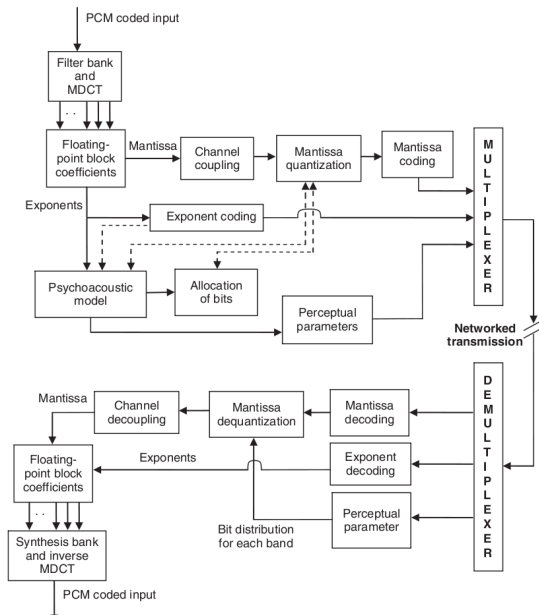 PCM coded input
Filter bank
and
MDCT
. .
Floating-
point block
coefficients
Mantissa
Channel
coupling
Mantissa
quantization
Mantissa
coding
MULTIPLEXER
Exponents
Exponent coding
Psychoacoustic
model
Allocation
of bits
Perceptual
parameters
Networked
transmission
DEMULTIPLEXER
Mantissa
Channel
decoupling
Mantissa
dequantization
Mantissa
decoding
Floating-point
block
coefficients
Exponents
Exponent
decoding
Perceptual
parameter
. .
Bit distribution
for each band
Synthesis bank
and inverse
MDCT
PCM coded input